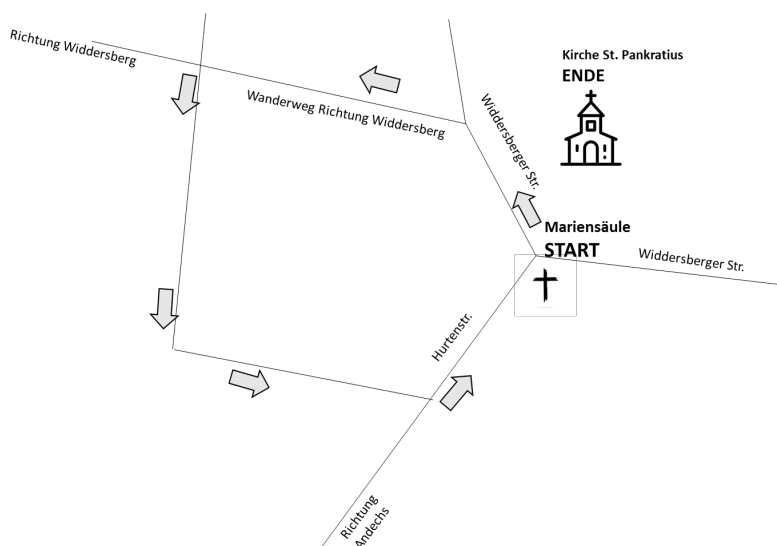 Richtung Widdersberg
Kirche St. Pankratius
ENDE
Wanderweg Richtung Widdersberg
Widdersberger Str.
Mariensäule
START
Widdersberger Str.
Hurtenstr.
Richtung
Andechs